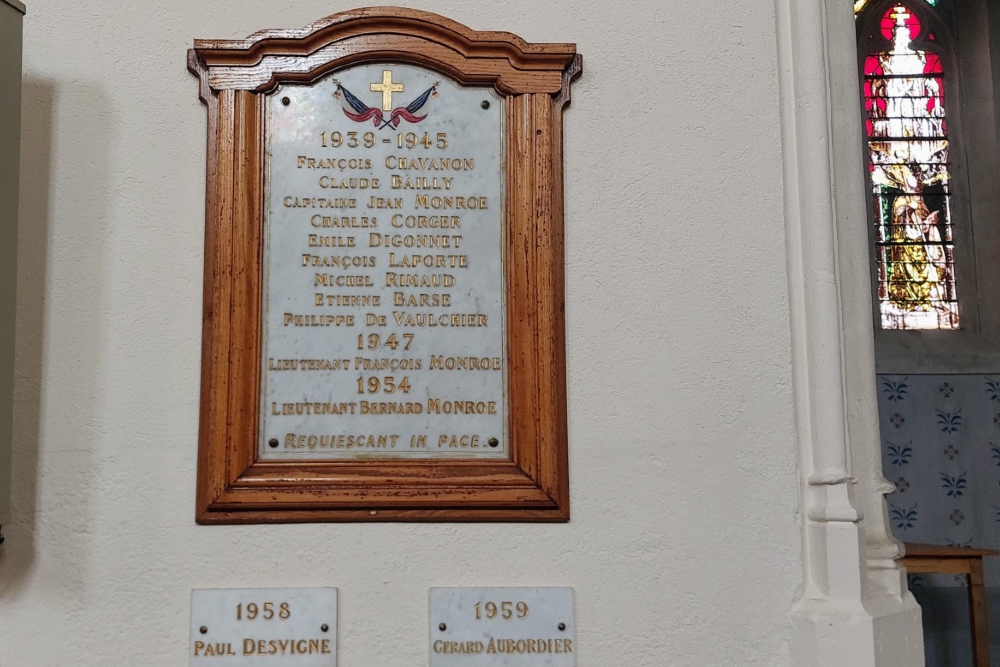 1939-1945
FRANÇOIS CHAVANON
CLAUDE BAILLY
CAPITAINE JEAN MONROE
CHARLES CORGER
EMILE DIGONNET
FRANÇOIS LAPORTE
MICHEL RIMAUD
ETIENNE BARSE
PHILIPPE DE VAULCHIER
1947
LIEUTENANT FRANÇOIS MONROE
1954
LIEUTENANT BERNARD MONROE
REQUIESCANT IN PACE.
1958
PAUL DESVIGNE
1959
GERARD AUBORDIER